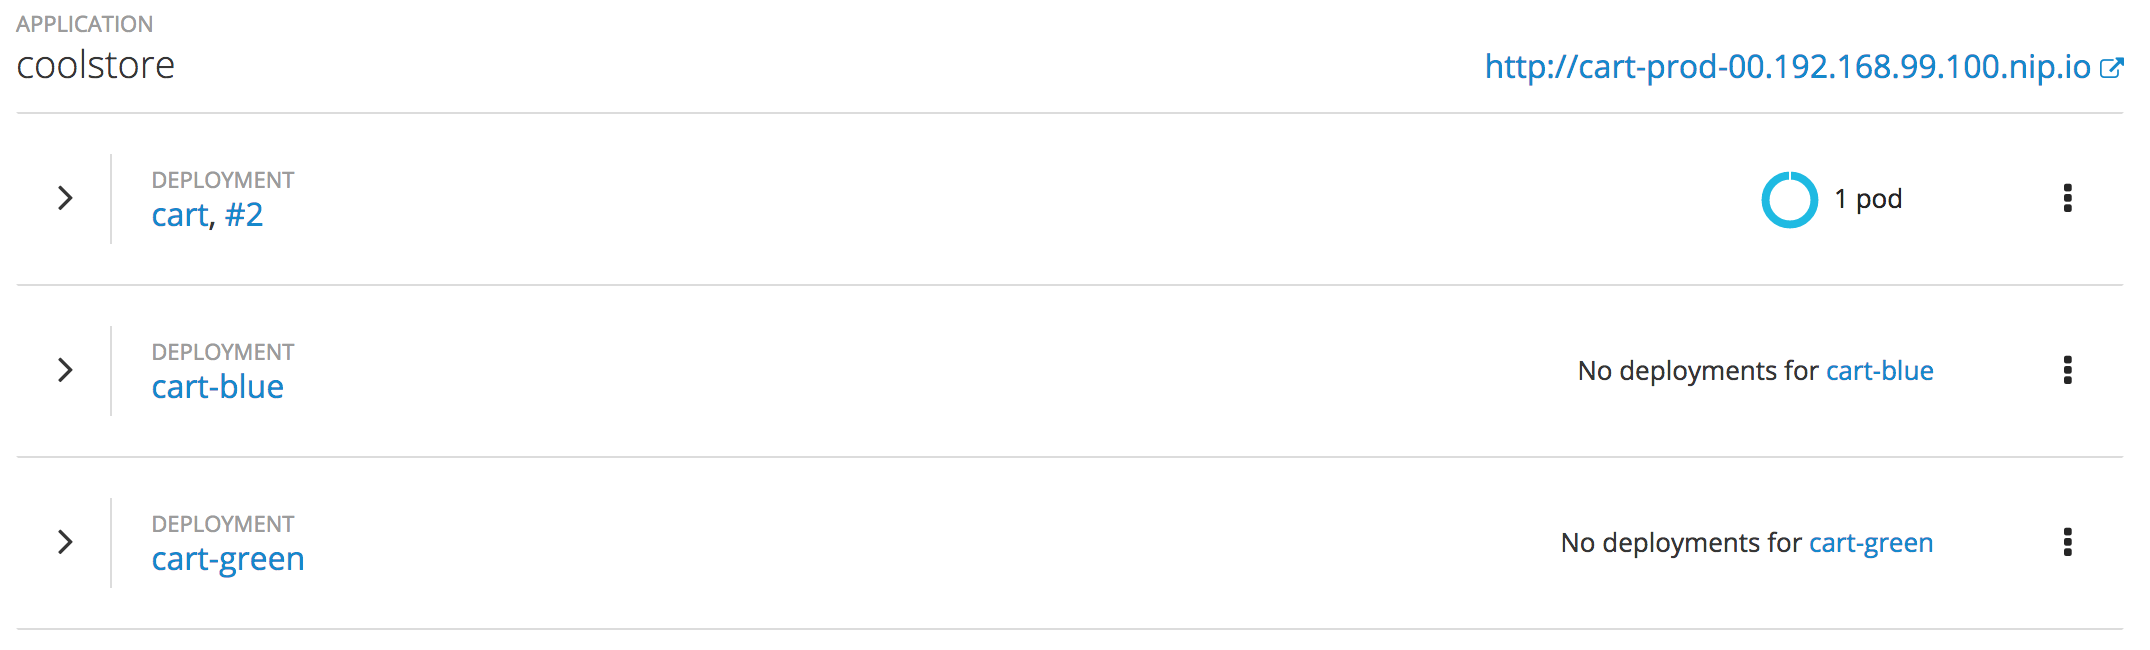 APPLICATION
coolstore
http://cart-prod-00.192.168.99.100.nip.io
DEPLOYMENT
cart, #2
1 pod
DEPLOYMENT
cart-blue
No deployments for cart-blue
DEPLOYMENT
cart-green
No deployments for cart-green